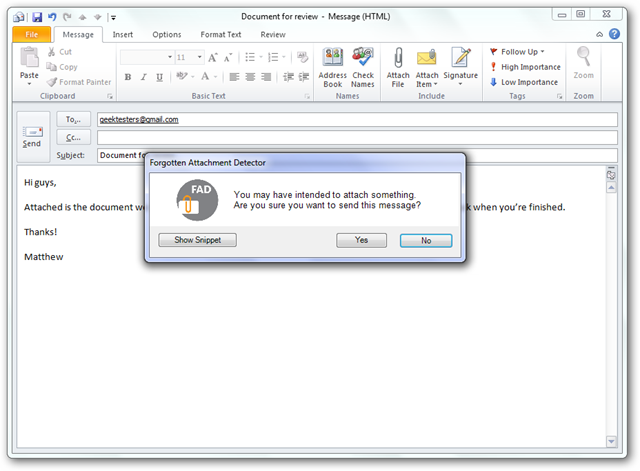 Document for review - Message (HTML)
File Message Insert Options Format Text Review
Paste
Cut
Copy
Format Painter
Clipboard
11
B I U
Basic Text
Address Book
Check Names
Names
Attach File
Attach Item
Signature
Include
Follow Up
High Importance
Low Importance
Tags
Zoom
Zoom
Send
To... geektesters@gmail.com
Cc...
Subject: Document for
Forgotten Attachment Detector
FAD
You may have intended to attach something.
Are you sure you want to send this message?
Show Snippet Yes No
Hi guys,
Attached is the document we when you're finished.
Thanks!
Matthew